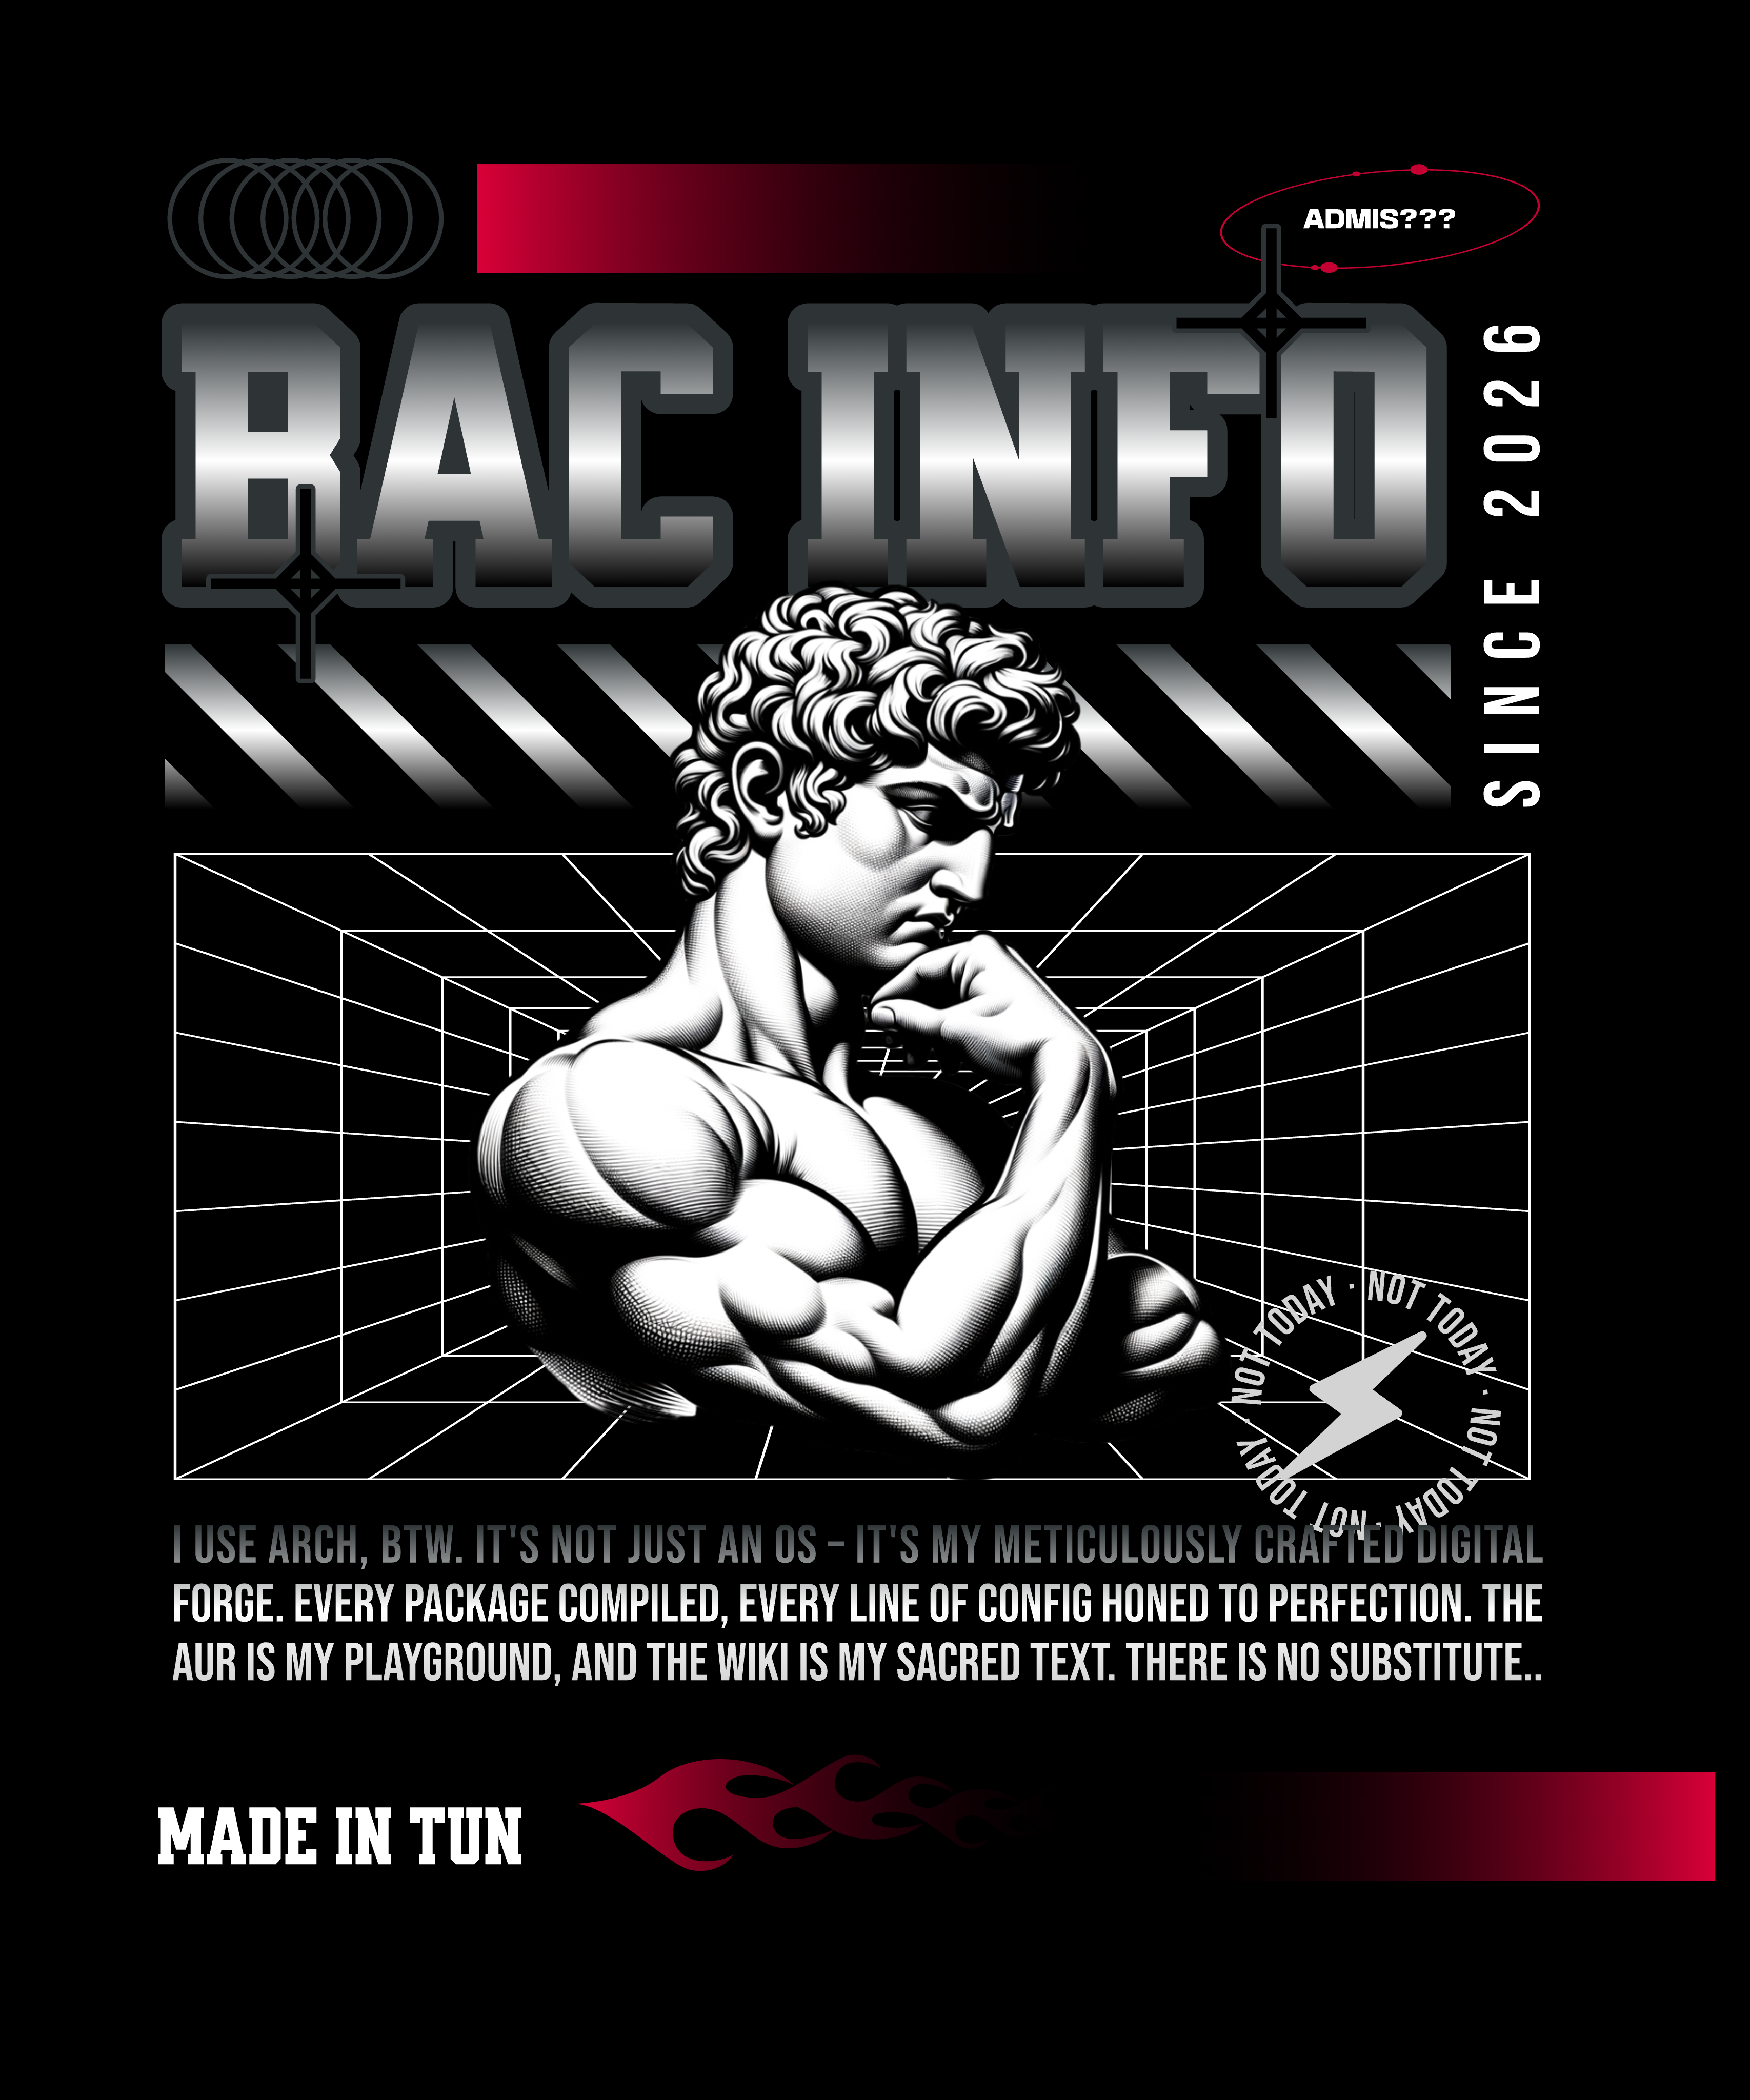 ADMIS???
BAC INFO
SINCE 2026
NOT TODAY · NOT TODAY · NOT TODAY · NOT TODAY ·
I USE ARCH, BTW. IT'S NOT JUST AN OS – IT'S MY METICULOUSLY CRAFTED DIGITAL
FORGE. EVERY PACKAGE COMPILED, EVERY LINE OF CONFIG HONED TO PERFECTION. THE
AUR IS MY PLAYGROUND, AND THE WIKI IS MY SACRED TEXT. THERE IS NO SUBSTITUTE..
MADE IN TUN